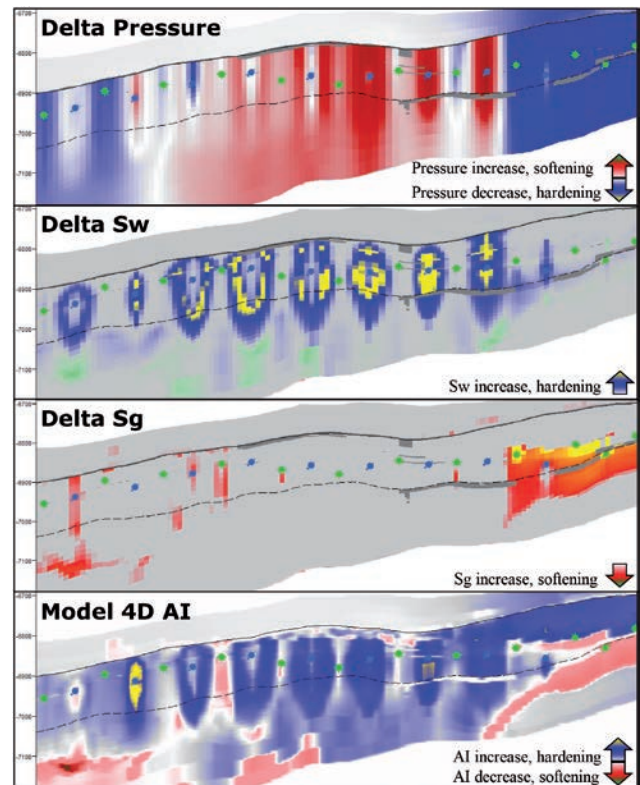 Delta Pressure
Pressure increase, softening
Pressure decrease, hardening
Delta Sw
Sw increase, hardening
Delta Sg
Sg increase, softening
Model 4D AI
AI increase, hardening
AI decrease, softening